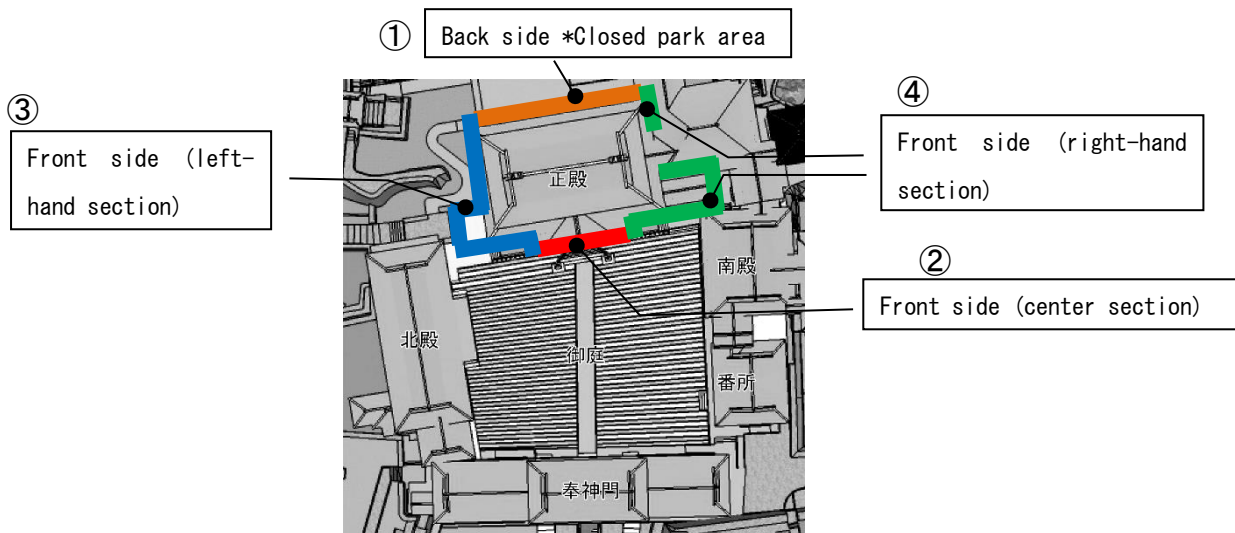 ①
Back side *Closed park area
③
Front side (left-
hand section)
④
Front side (right-hand
section)
正殿
②
Front side (center section)
南殿
北殿
御庭
番所
奉神門